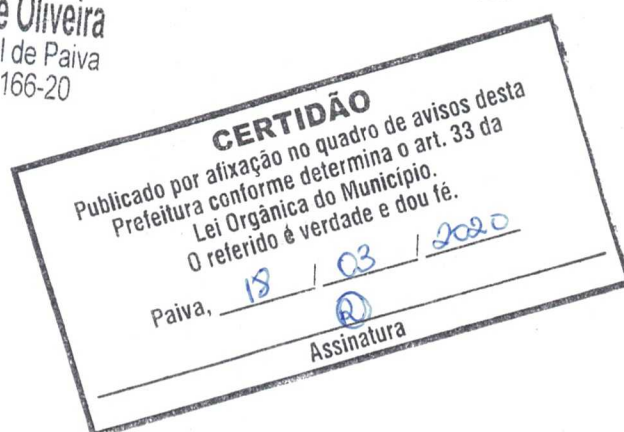 e Oliveira
l de Paiva
166-20
CERTIDÃO
Publicado por afixação no quadro de avisos desta
Prefeitura conforme determina o art. 33 da
Lei Orgânica do Município.
O referido é verdade e dou fé.
Paiva, 18 / 03 / 2020
R
Assinatura